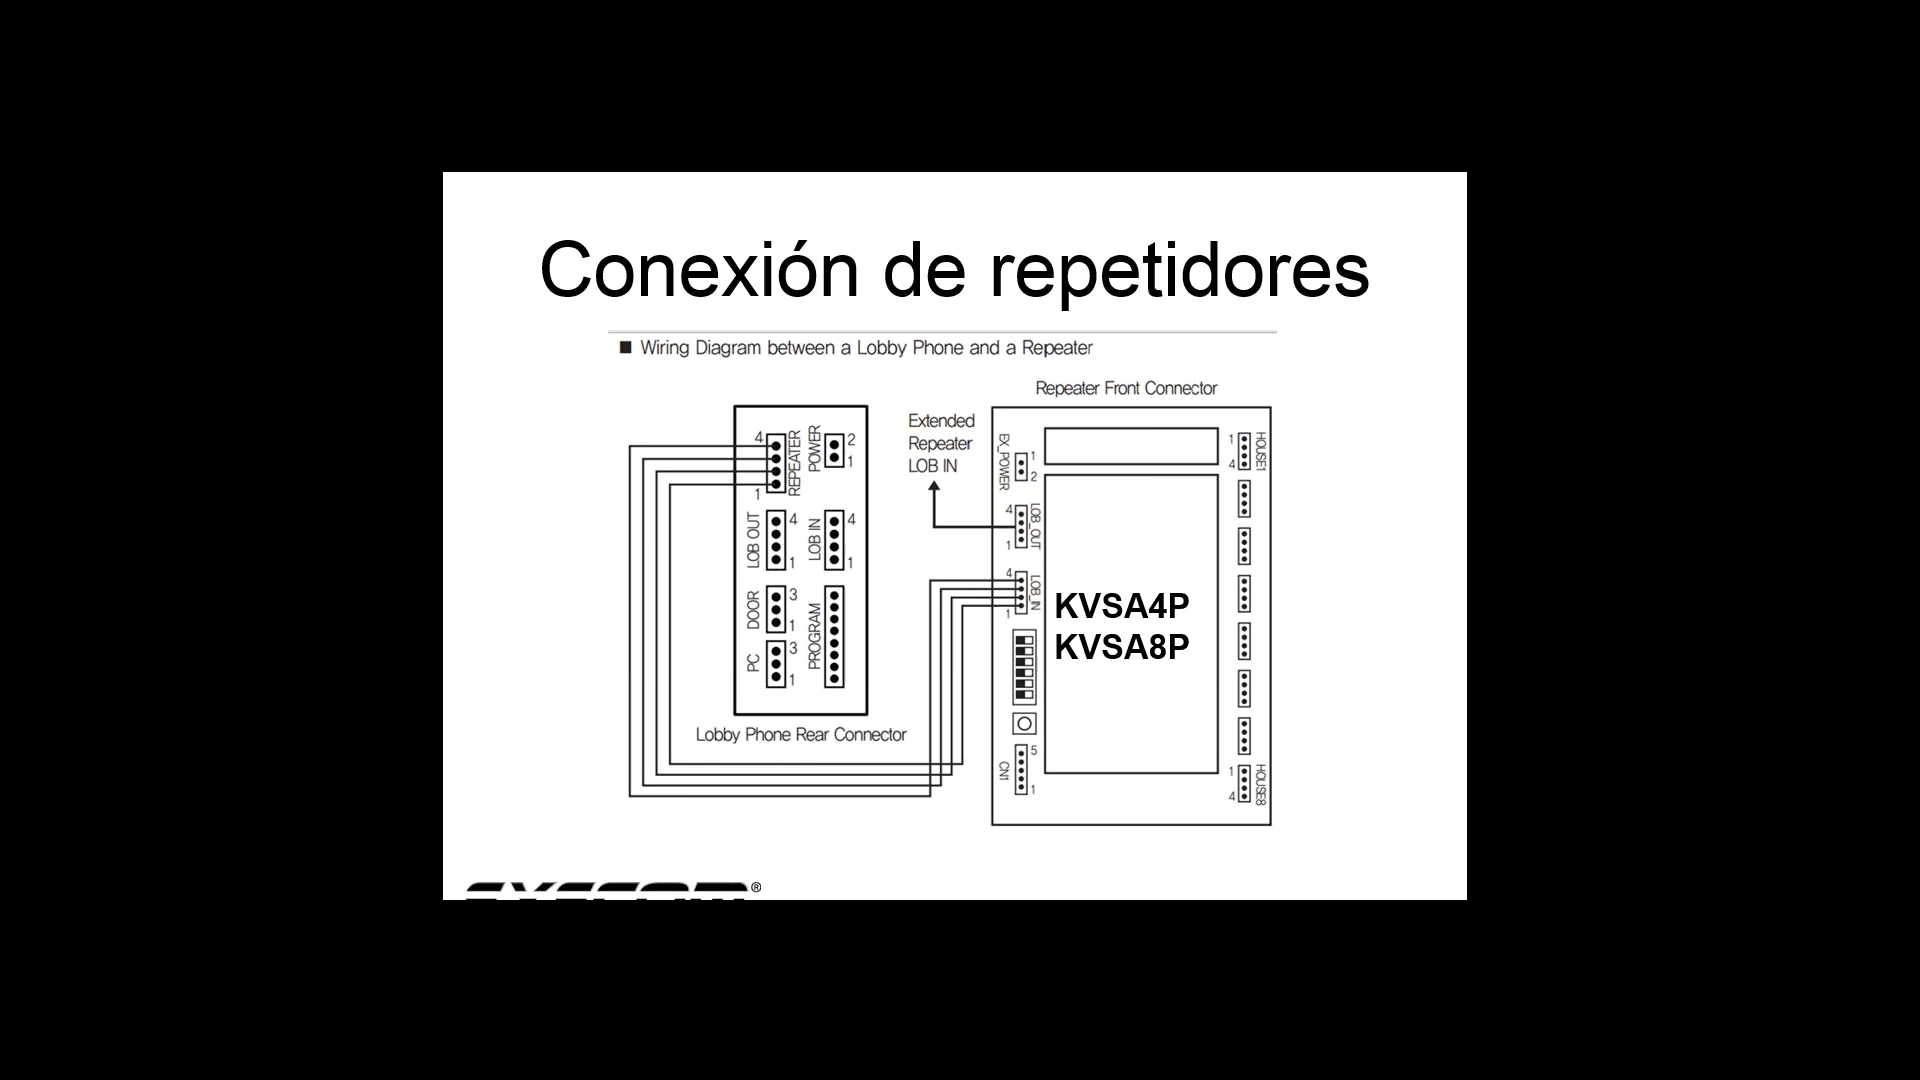 Conexión de repetidores
■ Wiring Diagram between a Lobby Phone and a Repeater
Repeater Front Connector
4
REPEATER
1
POWER
2
1
LOB OUT
4
1
LOB IN
4
1
DOOR
3
1
PC
3
1
PROGRAM
Lobby Phone Rear Connector
Extended
Repeater
LOB IN
EX_POWER
1
2
4
LOB_OUT
1
4
LOB_IN
1
KVSA4P
KVSA8P
5
CN1
1
1
HOUSE1
4
1
HOUSE8
4
®